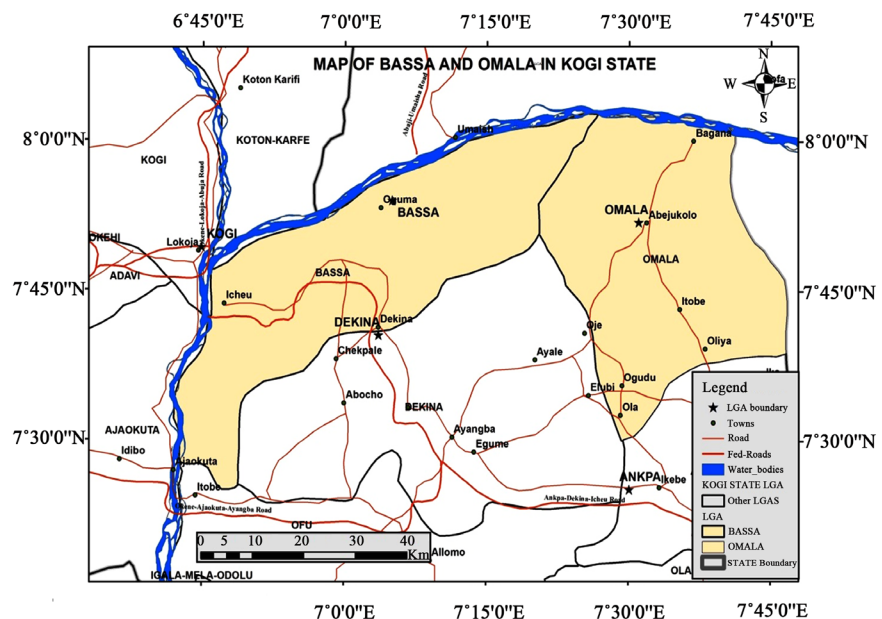 6°45'0"E 7°0'0"E 7°15'0"E 7°30'0"E 7°45'0"E
MAP OF BASSA AND OMALA IN KOGI STATE
N
W E
S
Koton Karifi
Abuji-Umaisha Road
8°0'0"N
8°0'0"N
KOGI
KOTON-KARFE
Umaish
Bagana
Oguma
BASSA
OMALA
Abejukolo
OKEHI
Lokoja
KOGI
ADAVI
OMALA
BASSA
7°45'0"N
7°45'0"N
Icheu
Itobe
DEKINA
Dekina
Oje
Oliya
Chekpale
Ayale
Ogudu
Abocho
DEKINA
Efubi
Ola
AJAOKUTA
7°30'0"N
7°30'0"N
Ayangba
Egume
Idibo
Ajaokuta
Itobe
ANKPA
Ikebe
Ankpa-Dekina-Icheu Road
OFU
Allomo
IGALA-MELA-ODOLU
OLA
0 5 10 20 30 40
Km
Legend
LGA boundary
Towns
Road
Fed-Roads
Water_bodies
KOGI STATE LGA
Other LGAS
LGA
BASSA
OMALA
STATE Boundary
7°0'0"E 7°15'0"E 7°30'0"E 7°45'0"E